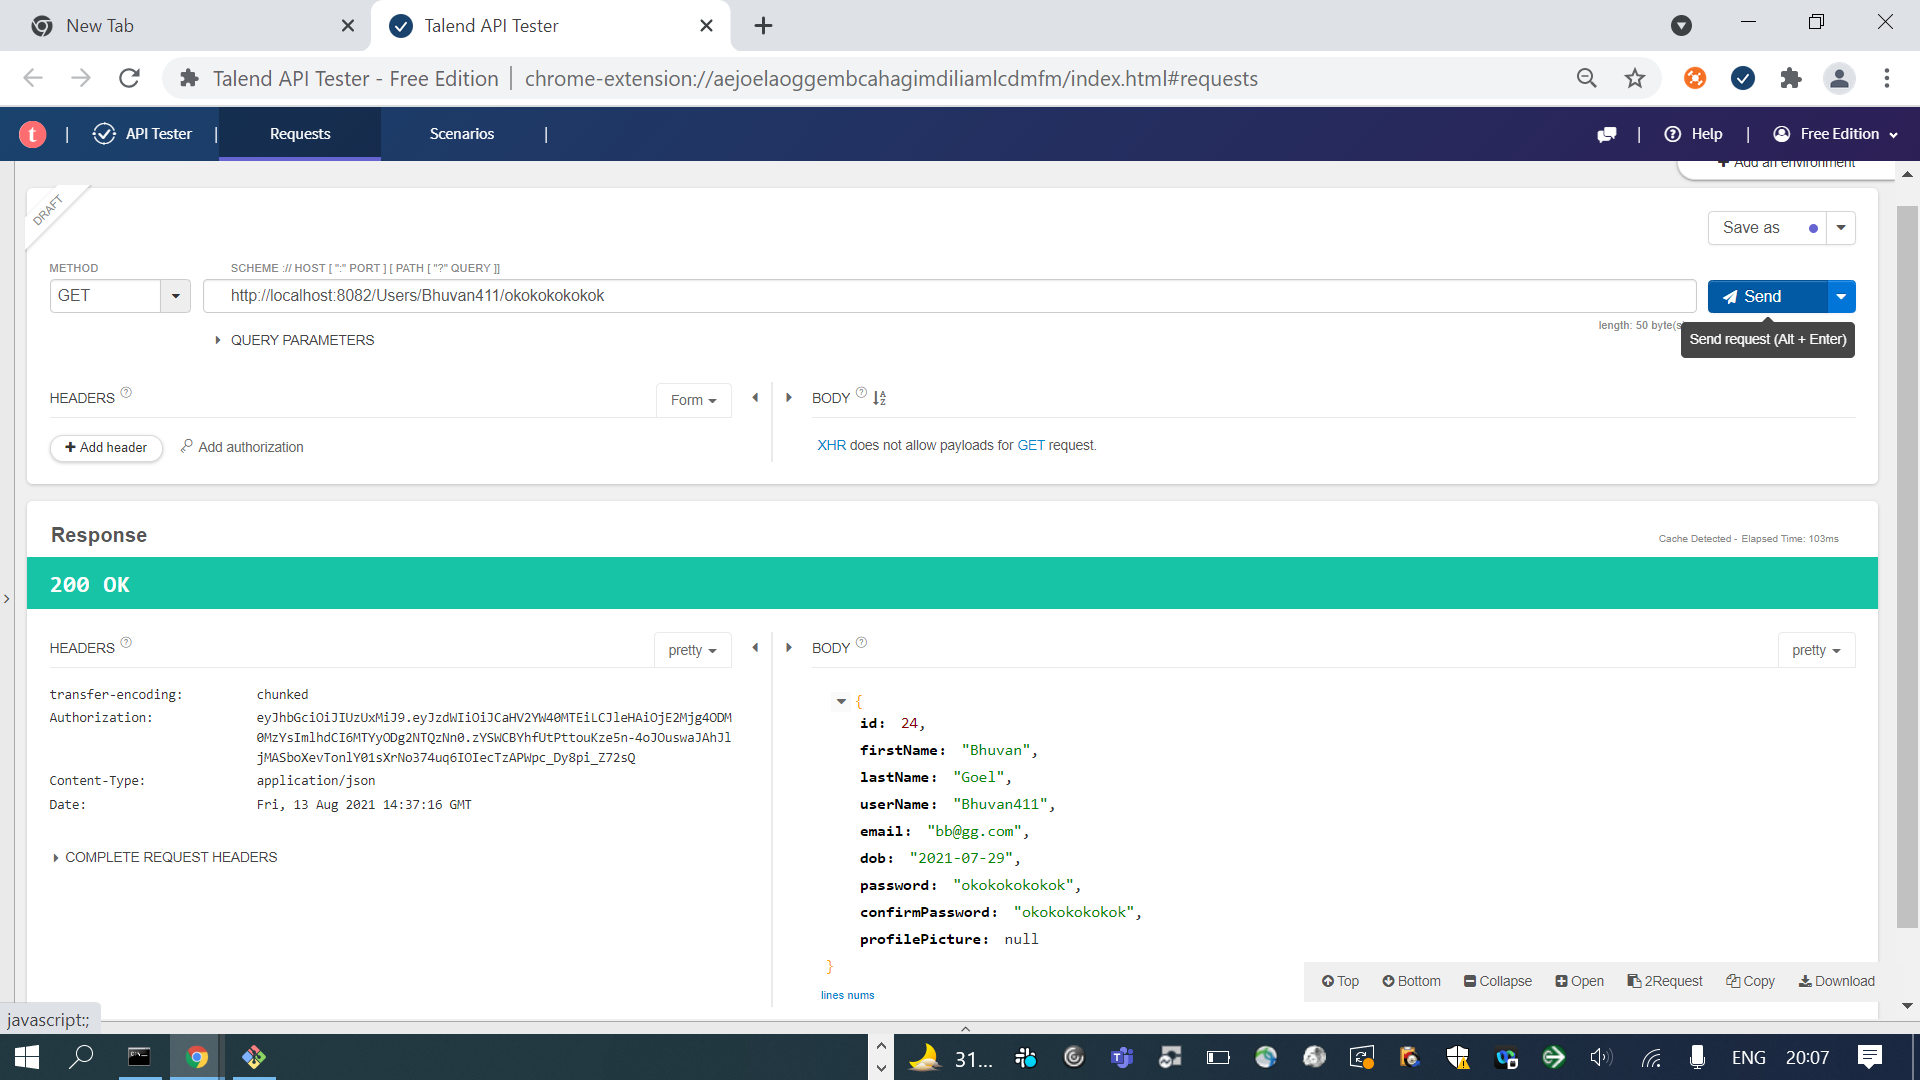 New Tab
Talend API Tester
Talend API Tester - Free Edition
chrome-extension://aejoelaoggembcahagimdiliamlcdmfm/index.html#requests
t | API Tester | Requests Scenarios |
| Help | Free Edition
+ Add an environment
DRAFT
Save as
METHOD
SCHEME :// HOST [ ":" PORT ] [ PATH [ "?" QUERY ]]
GET
http://localhost:8082/Users/Bhuvan411/okokokokokok
Send
length: 50 byte(s
Send request (Alt + Enter)
QUERY PARAMETERS
HEADERS ?
Form
BODY ?
+ Add header
Add authorization
XHR does not allow payloads for GET request.
Response
Cache Detected - Elapsed Time: 103ms
200 OK
HEADERS ?
pretty
BODY ?
pretty
transfer-encoding: chunked
Authorization: eyJhbGciOiJIUzUxMiJ9.eyJzdWIiOiJCaHV2YW40MTEiLCJleHAiOjE2Mjg4ODM
0MzYsImlhdCI6MTYyODg2NTQzNn0.zYSWCBYhfUtPttouKze5n-4oJOuswaJAhJl
jMASboXevTonlY01sXrNo374uq6IOIecTzAPWpc_Dy8pi_Z72sQ
Content-Type: application/json
Date: Fri, 13 Aug 2021 14:37:16 GMT
COMPLETE REQUEST HEADERS
{
id: 24,
firstName: "Bhuvan",
lastName: "Goel",
userName: "Bhuvan411",
email: "bb@gg.com",
dob: "2021-07-29",
password: "okokokokokok",
confirmPassword: "okokokokokok",
profilePicture: null
}
lines nums
Top Bottom Collapse Open 2Request Copy Download
javascript:;
31...
ENG
20:07